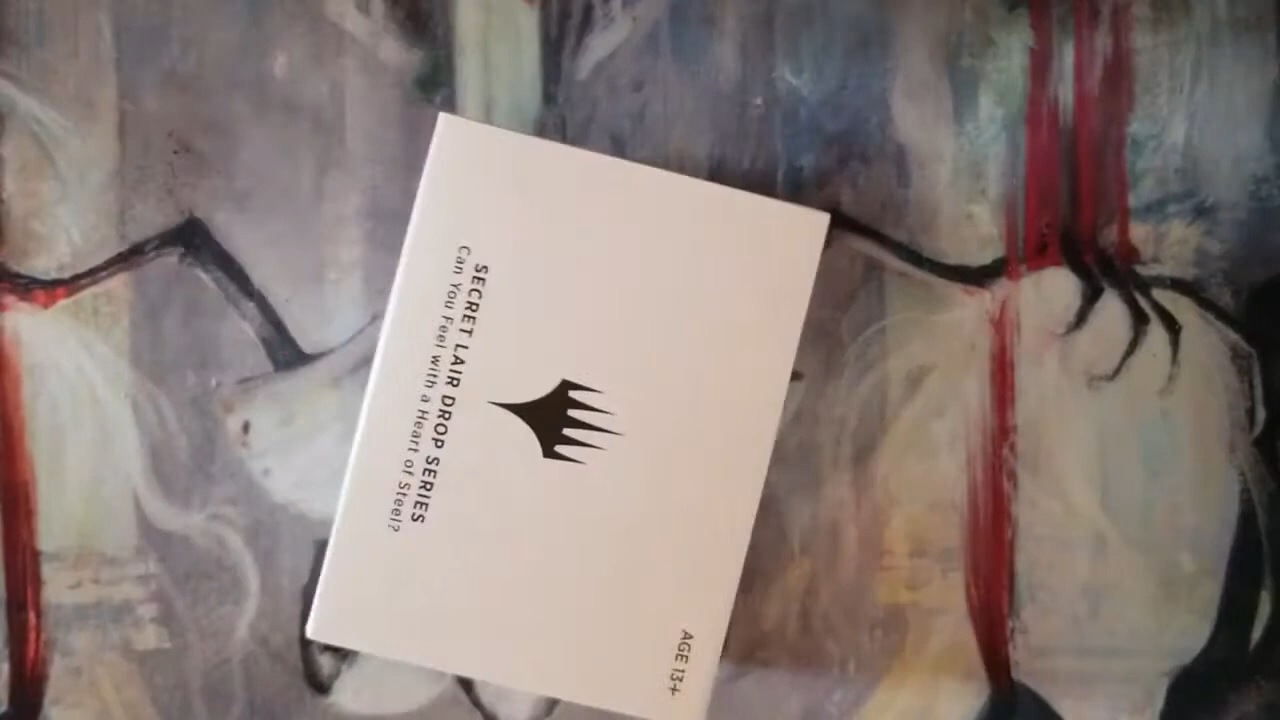 SECRET LAIR DROP SERIES
Can You Feel with a Heart of Steel?
AGE 13+